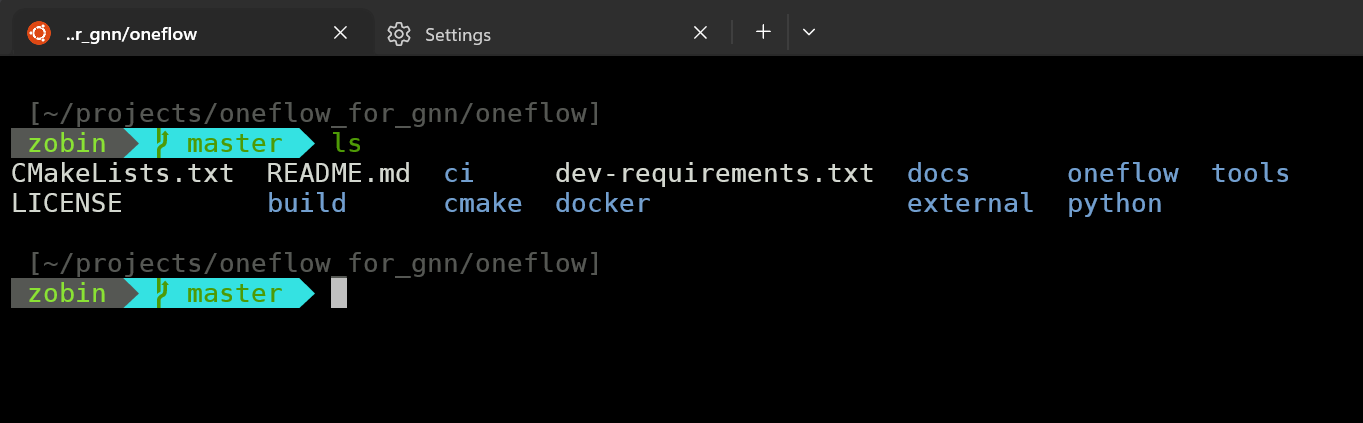 ..r_gnn/oneflow Settings
[~/projects/oneflow_for_gnn/oneflow]
zobin master ls
CMakeLists.txt README.md ci dev-requirements.txt docs oneflow tools
LICENSE build cmake docker external python
[~/projects/oneflow_for_gnn/oneflow]
zobin master